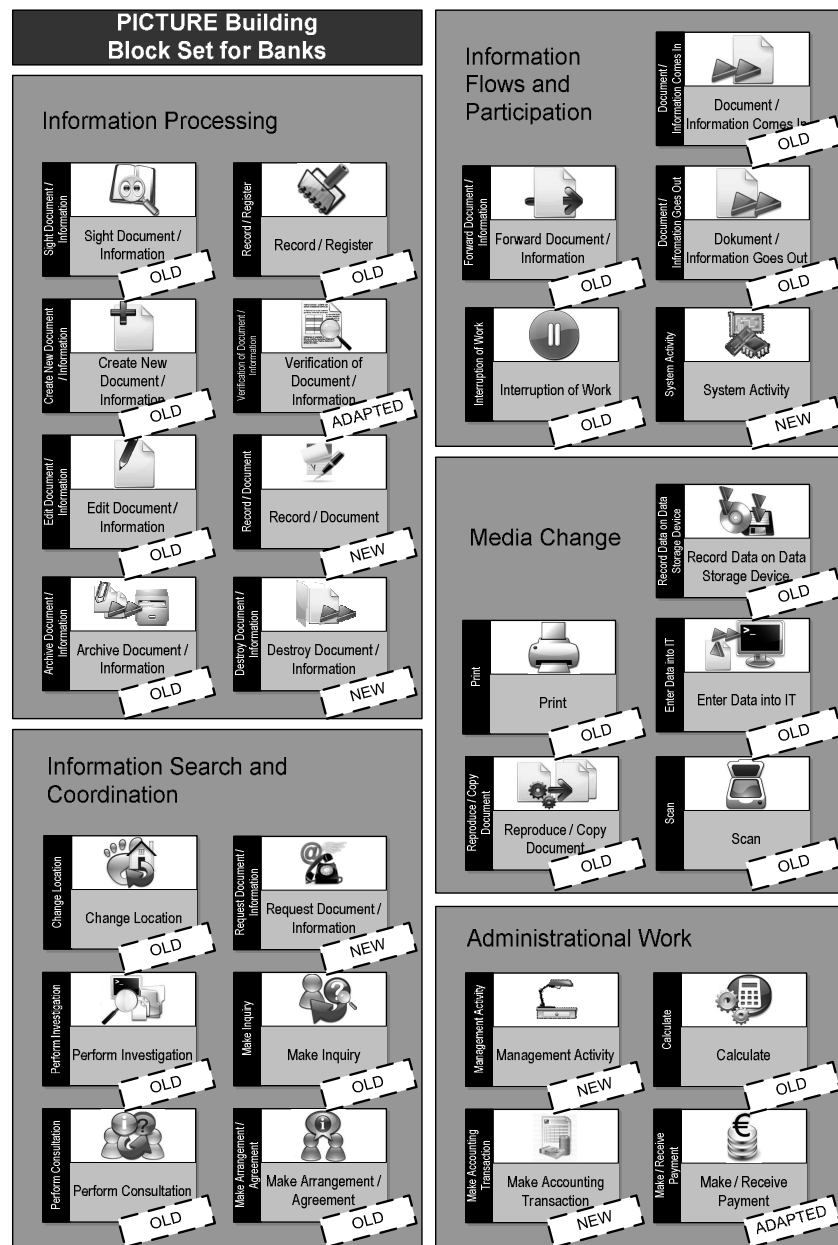 PICTURE Building
Block Set for Banks
Information Processing
Sight Document /
Information
Sight Document /
Information
OLD
Record / Register
Record / Register
OLD
Create New Document
/ Information
Create New
Document /
Information
OLD
Verification of Document /
Information
Verification of
Document /
Information
ADAPTED
Edit Document /
Information
Edit Document /
Information
OLD
Record / Document
Record / Document
NEW
Archive Document /
Information
Archive Document /
Information
OLD
Destroy Document /
Information
Destroy Document /
Information
NEW
Information Search and
Coordination
Change Location
Change Location
OLD
Request Document /
Information
Request Document /
Information
NEW
Perform Investigation
Perform Investigation
OLD
Make Inquiry
Make Inquiry
OLD
Perform Consultation
Perform Consultation
OLD
Make Arrangement /
Agreement
Make Arrangement /
Agreement
OLD
Information
Flows and
Participation
Document /
Information Comes In
Document /
Information Comes In
OLD
Forward Document /
Information
Forward Document /
Information
OLD
Document /
Infromation Goes Out
Dokument /
Information Goes Out
OLD
Interruption of Work
Interruption of Work
OLD
System Activity
System Activity
NEW
Media Change
Record Data on Data
Storage Device
Record Data on Data
Storage Device
OLD
Print
Print
OLD
Enter Data into IT
Enter Data into IT
OLD
Reproduce / Copy
Document
Reproduce / Copy
Document
OLD
Scan
Scan
OLD
Administrational Work
Management Activity
Management Activity
NEW
Calculate
Calculate
OLD
Make Accounting
Transaction
Make Accounting
Transaction
NEW
Make / Receive
Payment
Make / Receive
Payment
ADAPTED